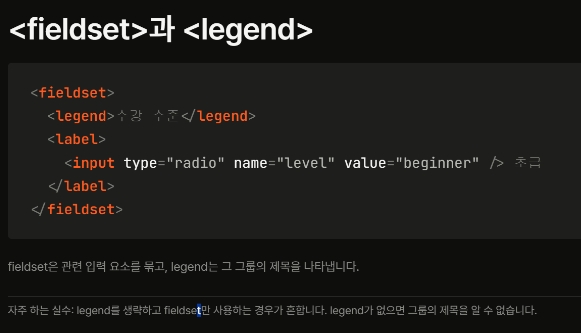 <fieldset>과 <legend>
<fieldset>
<legend>수강 수준</legend>
<label>
<input type="radio" name="level" value="beginner" /> 초급
</label>
</fieldset>
fieldset은 관련 입력 요소를 묶고, legend는 그 그룹의 제목을 나타냅니다.
자주 하는 실수: legend를 생략하고 fieldset만 사용하는 경우가 흔합니다. legend가 없으면 그룹의 제목을 알 수 없습니다.